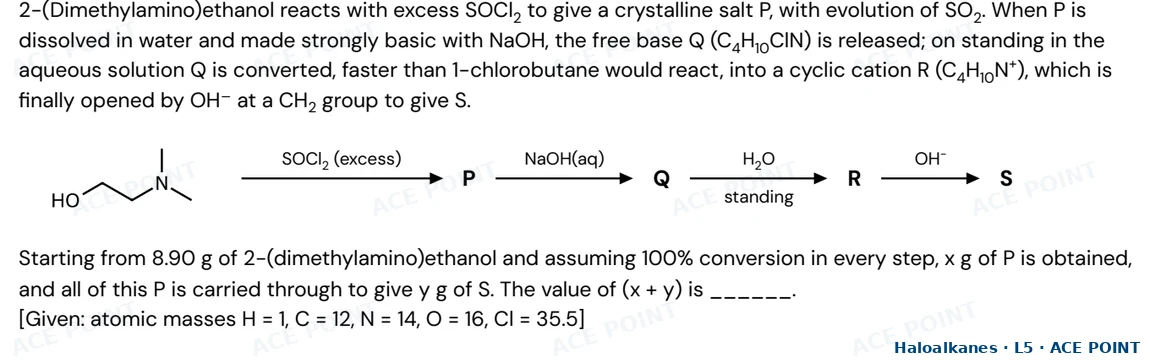 2-(Dimethylamino)ethanol reacts with excess SOCl₂ to give a crystalline salt P, with evolution of SO₂. When P is
dissolved in water and made strongly basic with NaOH, the free base Q (C₄H₁₀ClN) is released; on standing in the
aqueous solution Q is converted, faster than 1-chlorobutane would react, into a cyclic cation R (C₄H₁₀N⁺), which is
finally opened by OH⁻ at a CH₂ group to give S.
SOCl₂ (excess) NaOH(aq) H₂O OH⁻
HO N P Q R S
standing
Starting from 8.90 g of 2-(dimethylamino)ethanol and assuming 100% conversion in every step, x g of P is obtained,
and all of this P is carried through to give y g of S. The value of (x + y) is ______.
[Given: atomic masses H = 1, C = 12, N = 14, O = 16, Cl = 35.5]
Haloalkanes · L5 · ACE POINT
ACE POINT